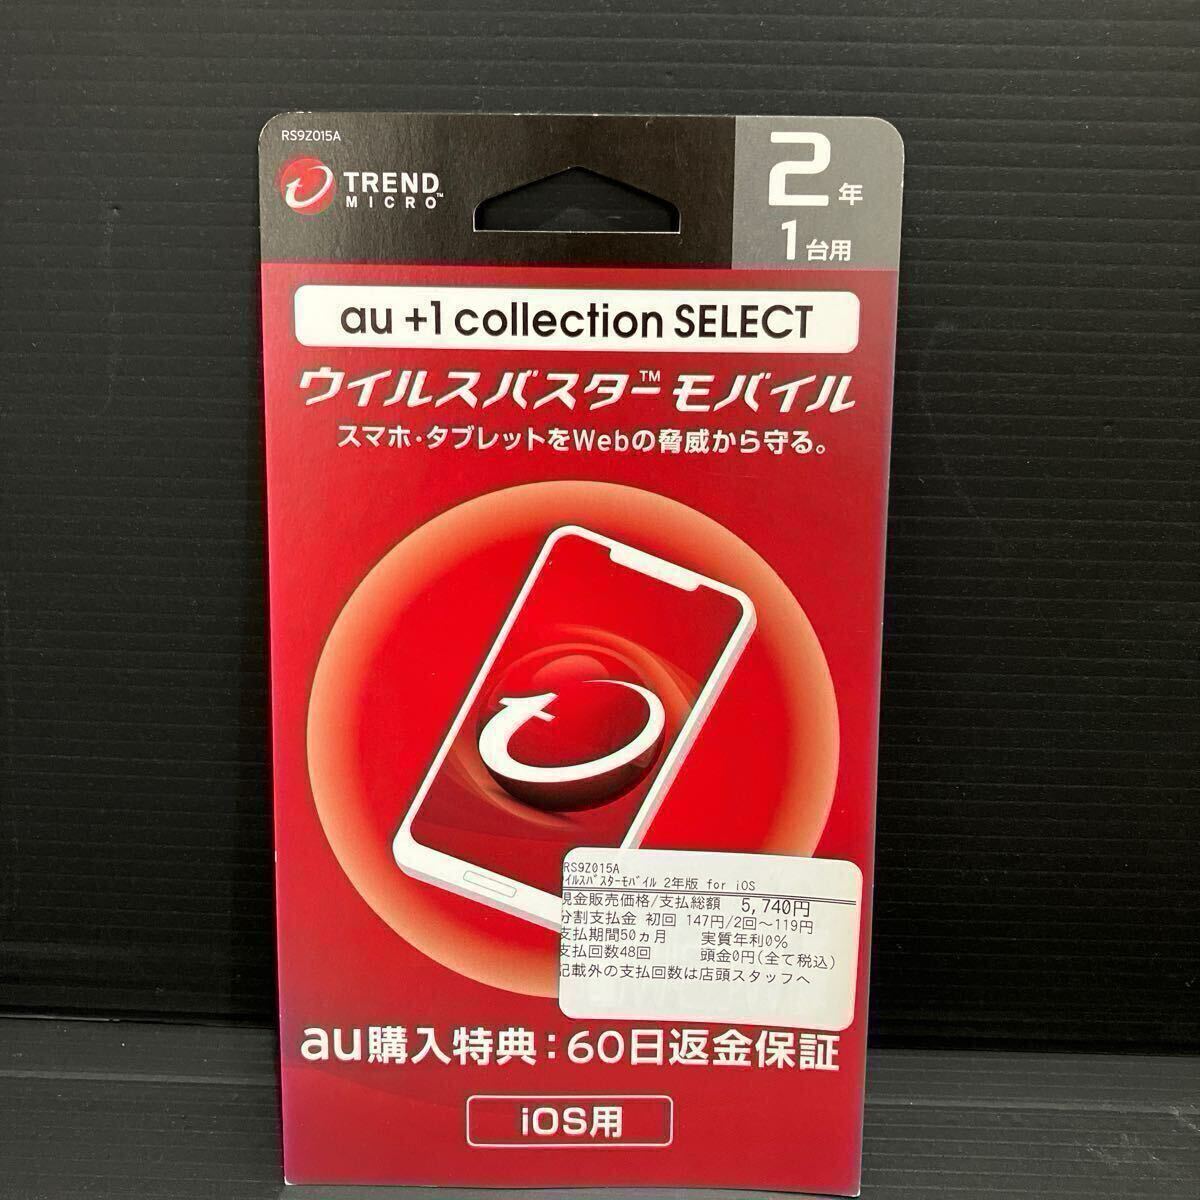 RS9Z015A
TREND
MICRO™
2年
1台用
au +1 collection SELECT
ウイルスバスター™ モバイル
スマホ・タブレットをWebの脅威から守る。
RS9Z015A
ｲﾙｽﾊﾞｽﾀｰﾓﾊﾞｲﾙ 2年版 for iOS
現金販売価格/支払総額 5,740円
分割支払金 初回 147円/2回～119円
支払期間50ヵ月 実質年利0%
支払回数48回 頭金0円(全て税込)
記載外の支払回数は店頭スタッフへ
au購入特典：60日返金保証
iOS用